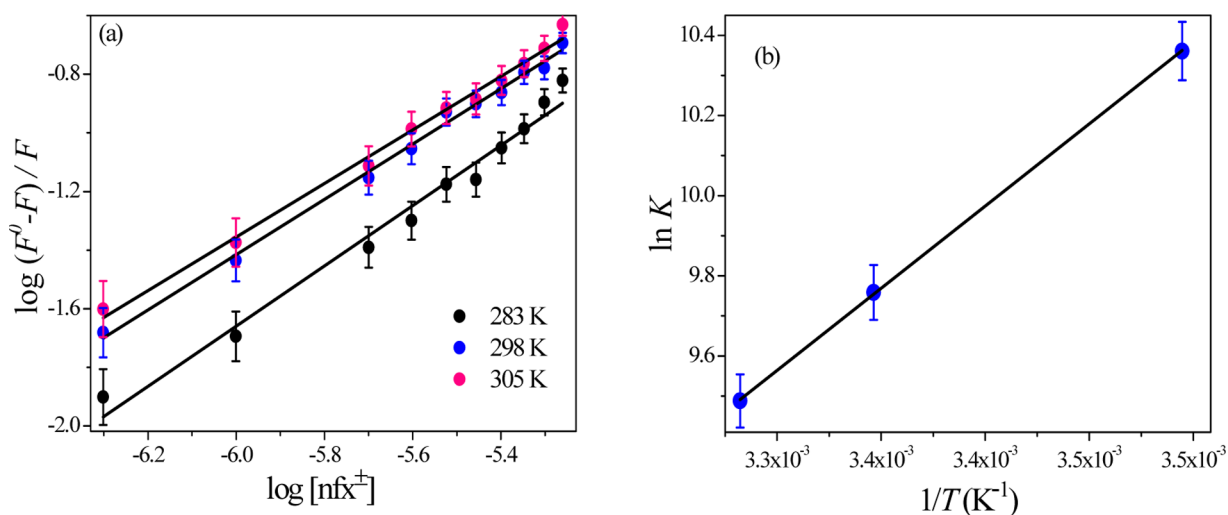 (a)
log (F⁰-F) / F
-0.8
-1.2
-1.6
-2.0
283 K
298 K
305 K
-6.2 -6.0 -5.8 -5.6 -5.4
log [nfx±]
(b)
ln K
10.4
10.2
10.0
9.8
9.6
3.3x10⁻³ 3.4x10⁻³ 3.4x10⁻³ 3.5x10⁻³ 3.5x10⁻³
1/T (K⁻¹)